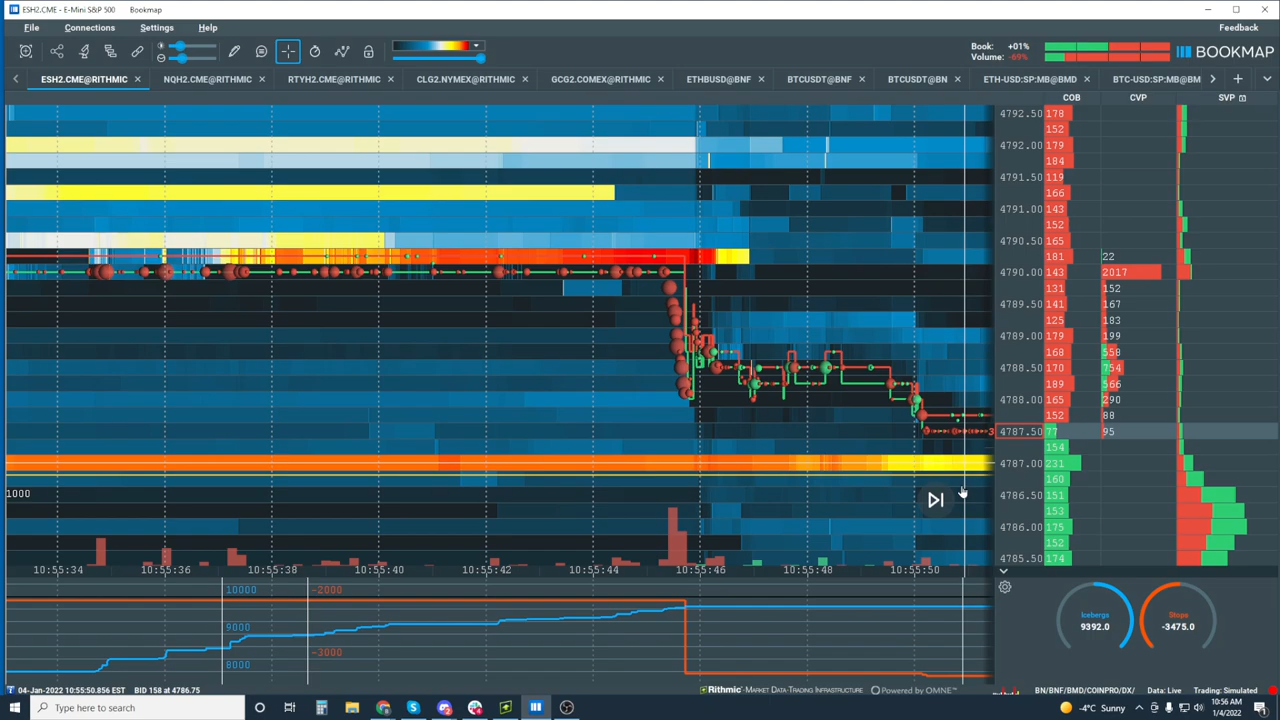 ESH2.CME - E-Mini S&P 500 Bookmap
File Connections Settings Help Feedback
Book: +01%
Volume: -69%
BOOKMAP
ESH2.CME@RITHMIC NQH2.CME@RITHMIC RTYH2.CME@RITHMIC CLG2.NYMEX@RITHMIC GCG2.COMEX@RITHMIC ETHBUSD@BNF BTCUSDT@BNF BTCUSDT@BN ETH-USD:SP:MB@BMD BTC-USD:SP:MB@BM
COB CVP SVP
4792.50 178
152
4792.00 179
184
4791.50 119
166
4791.00 143
152
4790.50 165
181 22
4790.00 143 2017
131 152
4789.50 141 167
125 183
4789.00 179 199
168 558
4788.50 170 754
189 566
4788.00 165 290
152 88
4787.50 77 95
3
154
4787.00 231
160
1000
4786.50 151
153
4786.00 175
152
4785.50 174
10:55:34 10:55:36 10:55:38 10:55:40 10:55:42 10:55:44 10:55:46 10:55:48 10:55:50
10000 -2000
9000
-3000
8000
Icebergs
9392.0
Stops
-3475.0
04-Jan-2022 10:55:50.856 EST BID 158 at 4786.75
Rithmic - Market Data - Trading Infrastructure Powered by OMNE™
BN/BNF/BMD/COINPRO/DX/ Data: Live Trading: Simulated
Type here to search
-4°C Sunny
10:56 AM
1/4/2022